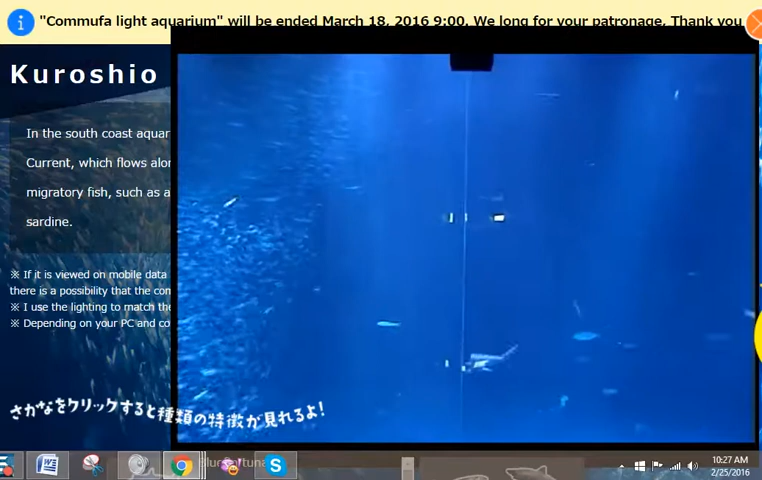 "Commufa light aquarium" will be ended March 18, 2016 9:00. We long for your patronage, Thank you
Kuroshio
In the south coast aquar
Current, which flows alon
migratory fish, such as a
sardine.
※ If it is viewed on mobile data
there is a possibility that the con
※ I use the lighting to match the
※ Depending on your PC and co
さかなをクリックすると種類の特徴が見れるよ!
10:27 AM
2/25/2016